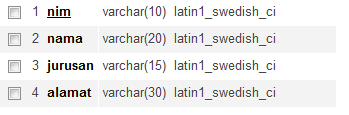 1 nim varchar(10) latin1_swedish_ci
2 nama varchar(20) latin1_swedish_ci
3 jurusan varchar(15) latin1_swedish_ci
4 alamat varchar(30) latin1_swedish_ci